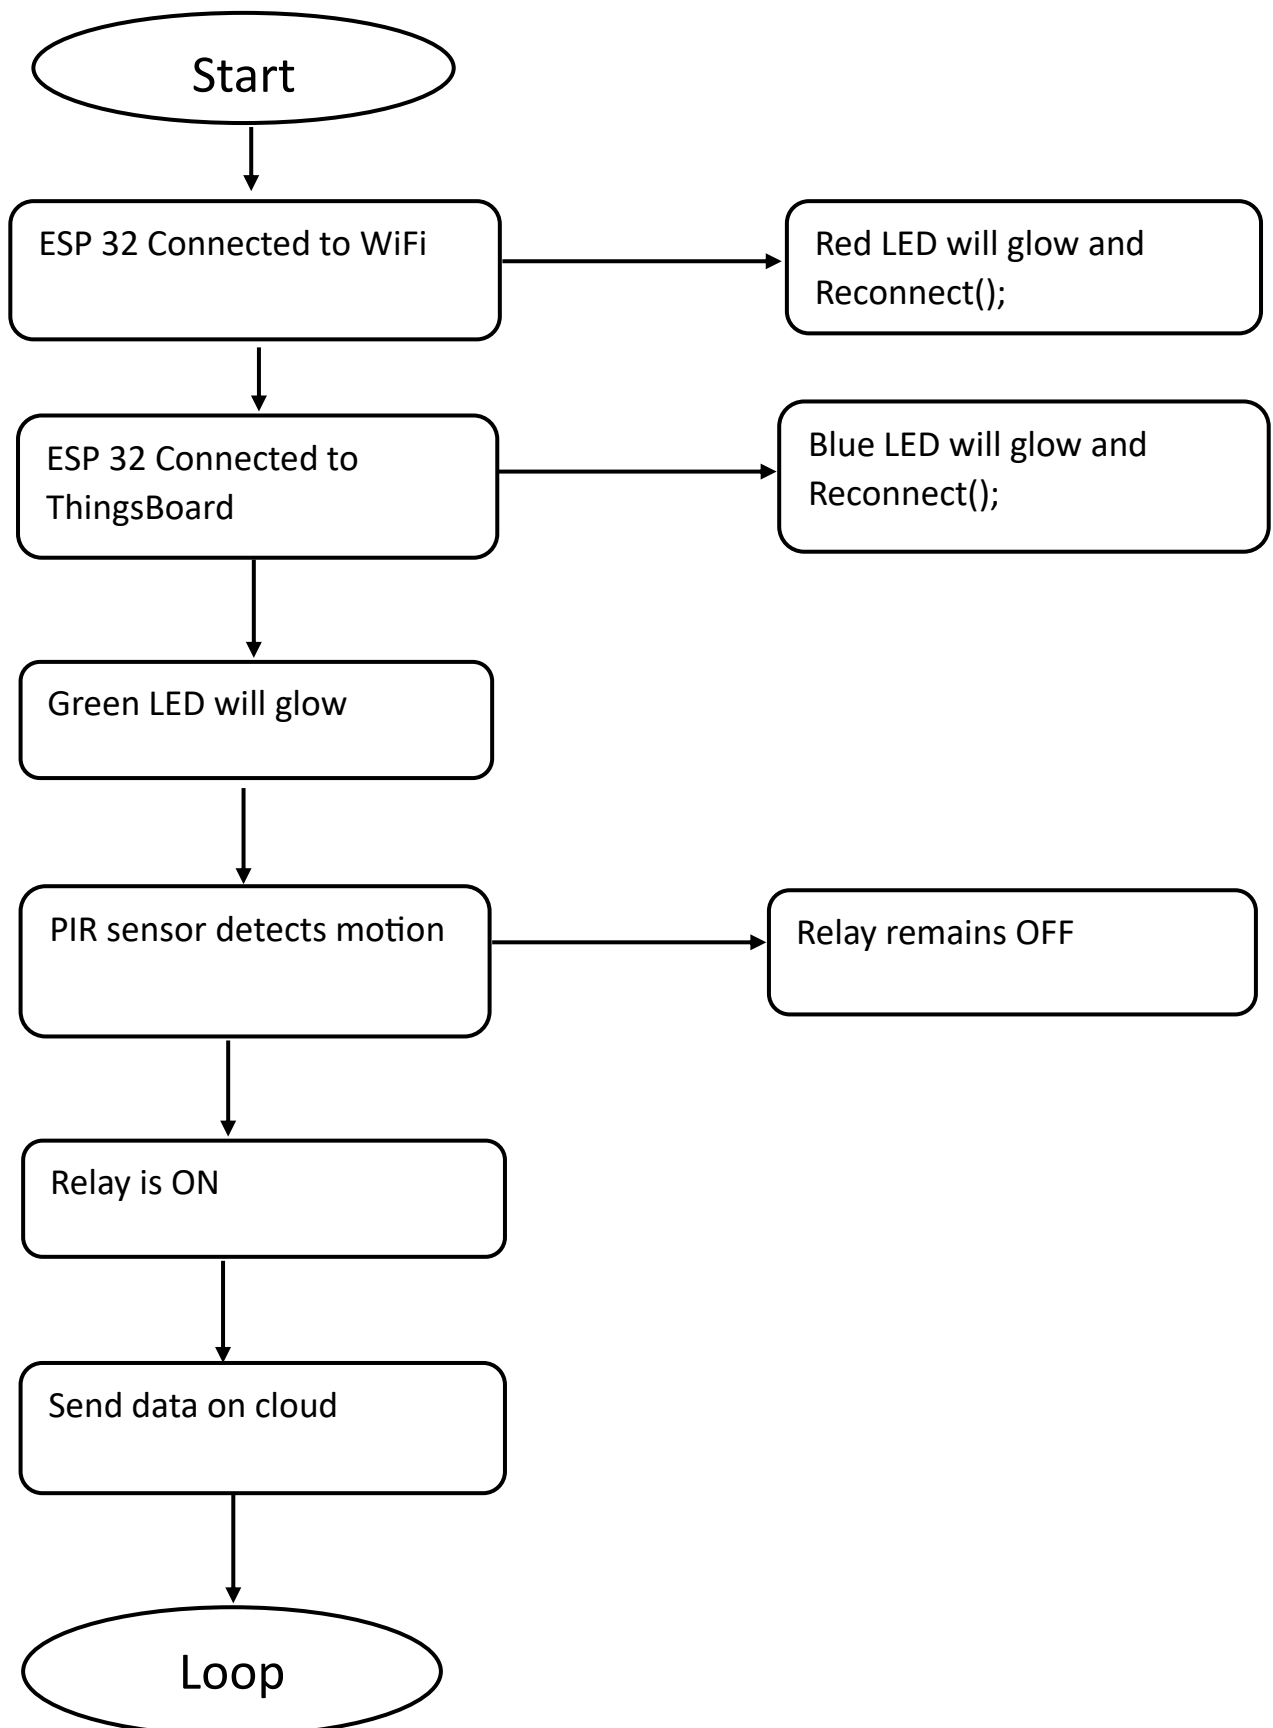 Start
ESP 32 Connected to WiFi
Red LED will glow and
Reconnect();
ESP 32 Connected to
ThingsBoard
Blue LED will glow and
Reconnect();
Green LED will glow
PIR sensor detects motion
Relay remains OFF
Relay is ON
Send data on cloud
Loop